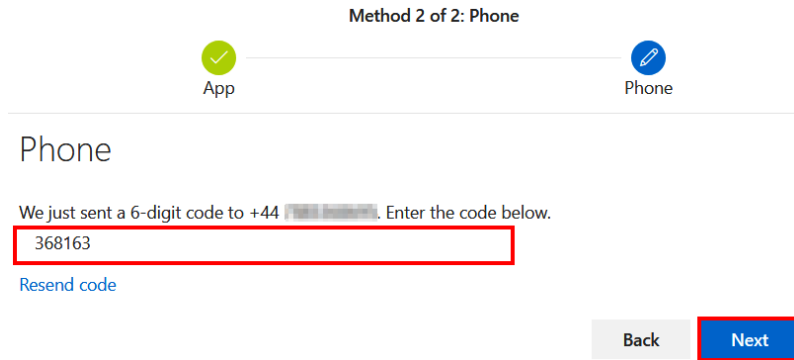 Method 2 of 2: Phone
App
Phone
Phone
We just sent a 6-digit code to +44 . Enter the code below.
368163
Resend code
Back
Next